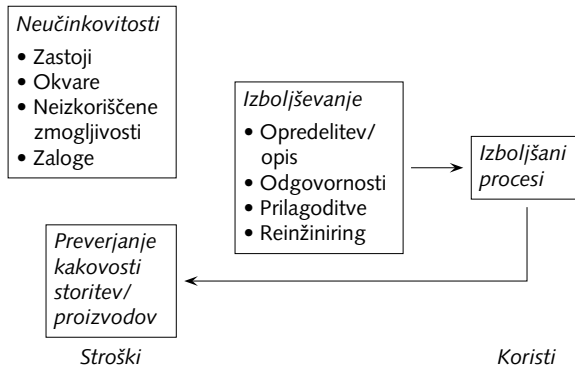 Neučinkovitosti
• Zastoji
• Okvare
• Neizkoriščene
zmogljivosti
• Zaloge
Izboljševanje
• Opredelitev/
opis
• Odgovornosti
• Prilagoditve
• Reinžiniring
Izboljšani
procesi
Preverjanje
kakovosti
storitev/
proizvodov
Stroški
Koristi